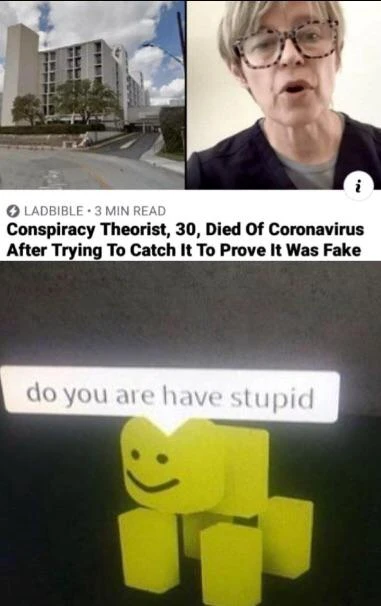 LADBIBLE • 3 MIN READ
Conspiracy Theorist, 30, Died Of Coronavirus
After Trying To Catch It To Prove It Was Fake
do you are have stupid